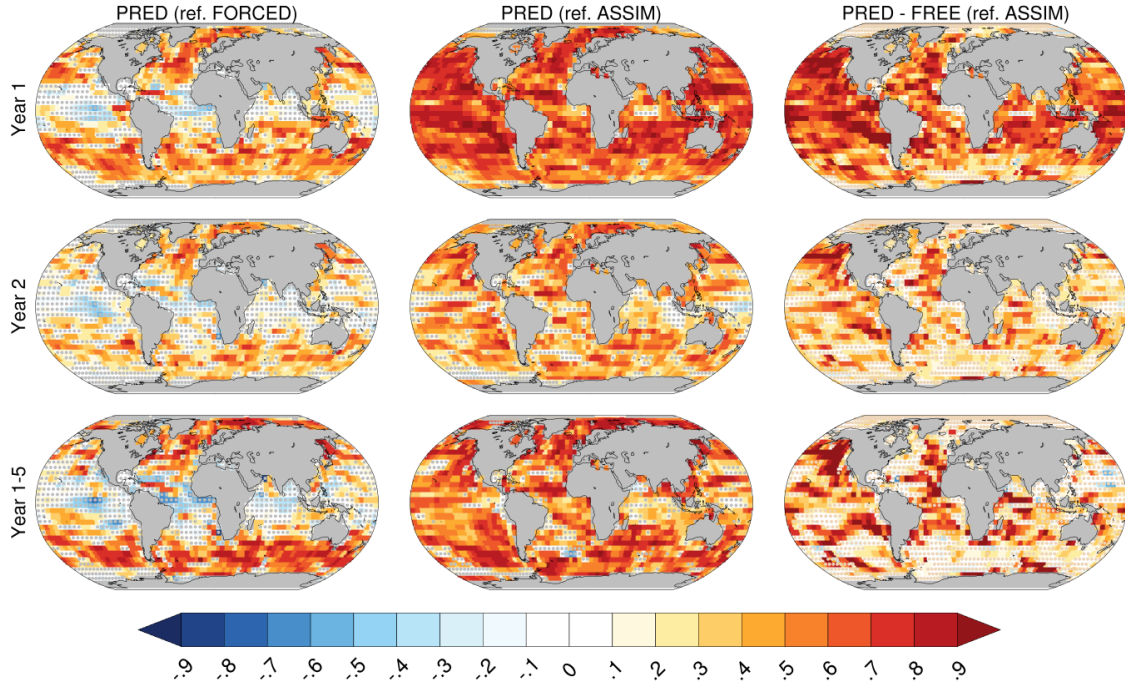 PRED (ref. FORCED) PRED (ref. ASSIM) PRED - FREE (ref. ASSIM)
Year 1
Year 2
Year 1-5
-.9 -.8 -.7 -.6 -.5 -.4 -.3 -.2 -.1 0 .1 .2 .3 .4 .5 .6 .7 .8 .9